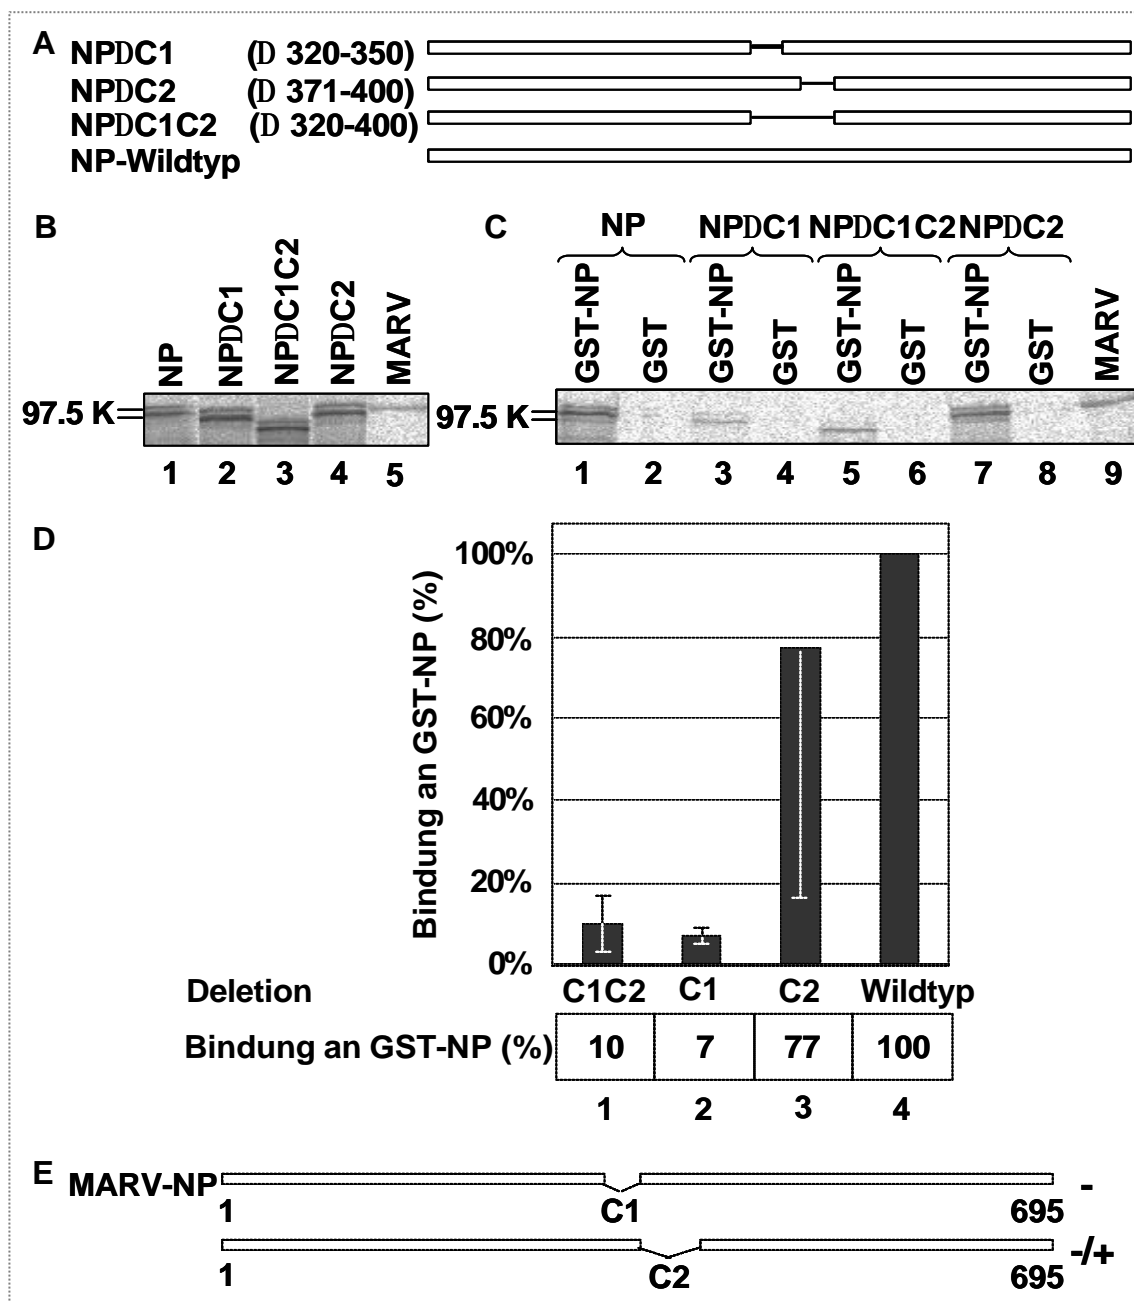 A
NPDC1 (D 320-350)
NPDC2 (D 371-400)
NPDC1C2 (D 320-400)
NP-Wildtyp
B
NP
NPDC1
NPDC1C2
NPDC2
MARV
97.5 K
1 2 3 4 5
C
NP NPDC1 NPDC1C2 NPDC2
GST-NP
GST
GST-NP
GST
GST-NP
GST
GST-NP
GST
MARV
97.5 K
1 2 3 4 5 6 7 8 9
D
Bindung an GST-NP (%)
100%
80%
60%
40%
20%
0%
Deletion C1C2 C1 C2 Wildtyp
Bindung an GST-NP (%) 10 7 77 100
1 2 3 4
E
MARV-NP -
1 C1 695
-/+
1 C2 695